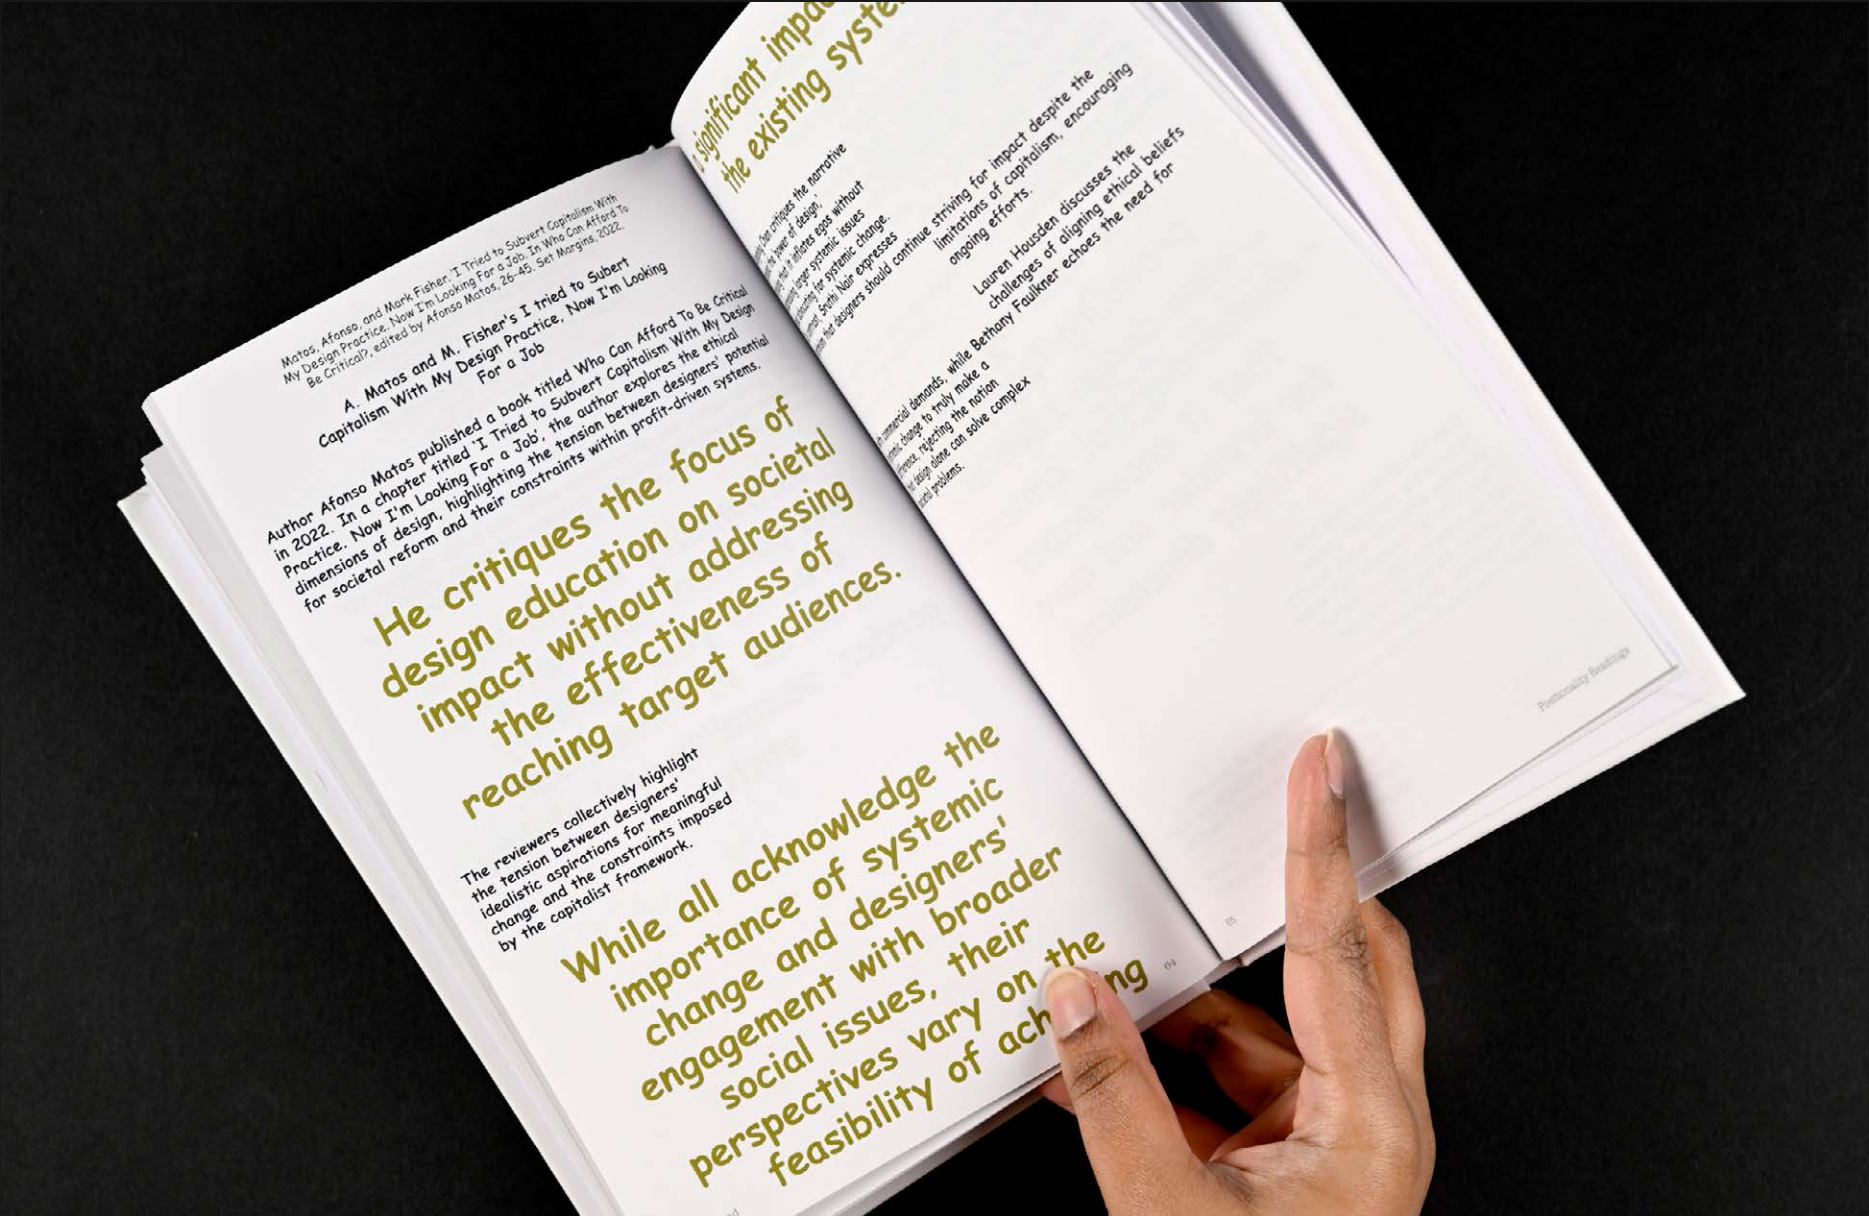 Matos, Afonso, and Mark Fisher. 'I Tried to Subvert Capitalism With
My Design Practice. Now I'm Looking For a Job. In Who Can Afford To
Be Critical?, edited by Afonso Matos, 26-45. Set Margins, 2022.
A. Matos and M. Fisher's I tried to Subert
Capitalism With My Design Practice, Now I'm Looking
For a Job
Author Afonso Matos published a book titled Who Can Afford To Be Critical
in 2022. In a chapter titled 'I Tried to Subvert Capitalism With My Design
Practice. Now I'm Looking For a Job', the author explores the ethical
dimensions of design, highlighting the tension between designers' potential
for societal reform and their constraints within profit-driven systems.
He critiques the focus of
design education on societal
impact without addressing
the effectiveness of
reaching target audiences.
The reviewers collectively highlight
the tension between designers'
idealistic aspirations for meaningful
change and the constraints imposed
by the capitalist framework.
While all acknowledge the
importance of systemic
change and designers'
engagement with broader
social issues, their
perspectives vary on the
feasibility of
significant
the existing
critiques the narrative
power of design,'
inflates egos without
larger systemic issues
for systemic change.
Sruthi Nair expresses
that designers should continue striving for impact despite the
limitations of capitalism, encouraging
ongoing efforts.
Lauren Housden discusses the
challenges of aligning ethical beliefs
commercial demands, while Bethany Faulkner echoes the need for
change to truly make a
rejecting the notion
design alone can solve complex
problems.
Positionality Readings
65